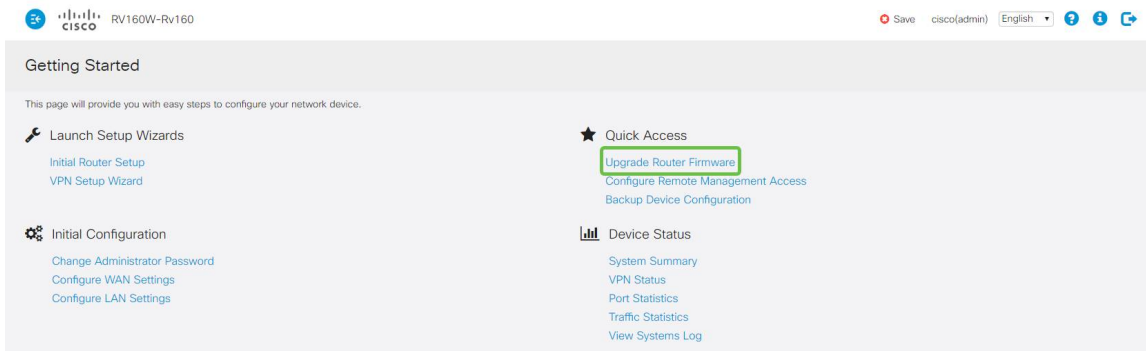 CISCO RV160W-Rv160
Save cisco(admin) English
Getting Started
This page will provide you with easy steps to configure your network device.
Launch Setup Wizards
Initial Router Setup
VPN Setup Wizard
Quick Access
Upgrade Router Firmware
Configure Remote Management Access
Backup Device Configuration
Initial Configuration
Change Administrator Password
Configure WAN Settings
Configure LAN Settings
Device Status
System Summary
VPN Status
Port Statistics
Traffic Statistics
View Systems Log